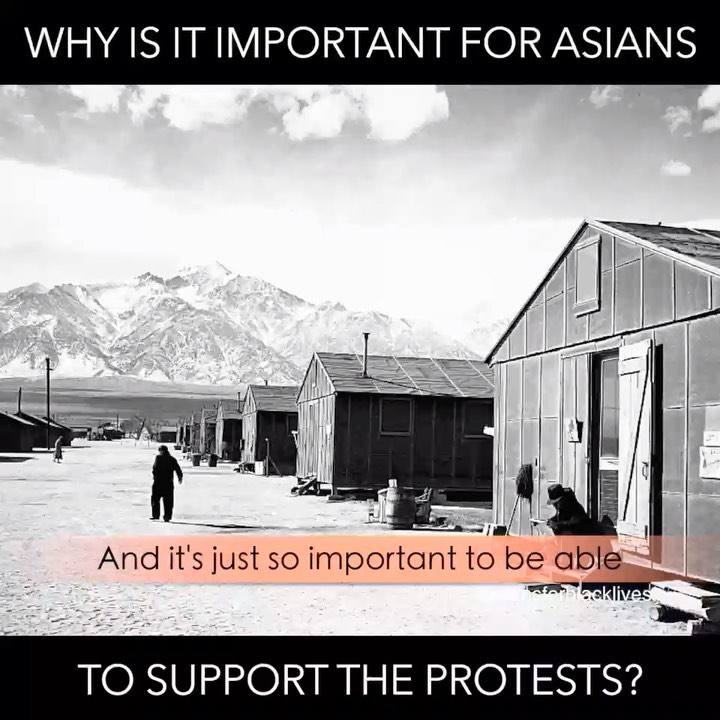 WHY IS IT IMPORTANT FOR ASIANS
And it's just so important to be able
TO SUPPORT THE PROTESTS?